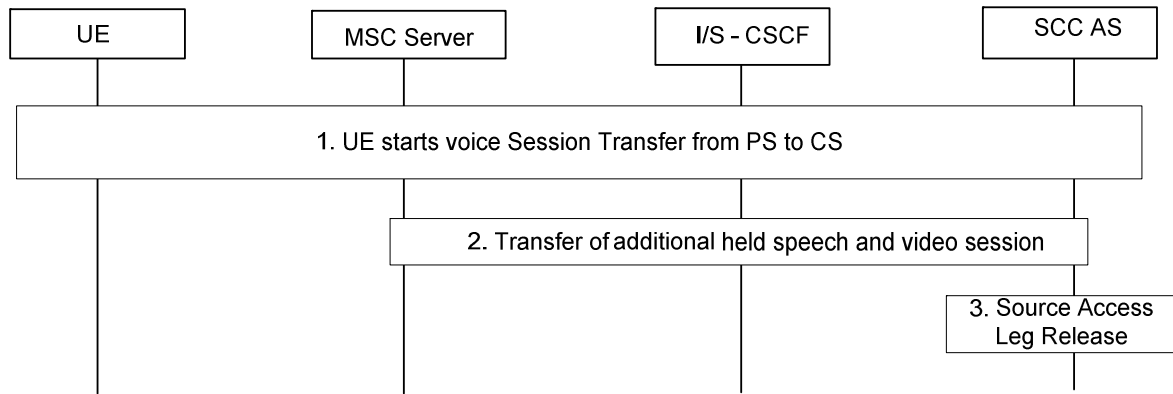 UE
MSC Server
I/S - CSCF
SCC AS
1. UE starts voice Session Transfer from PS to CS
2. Transfer of additional held speech and video session
3. Source Access
Leg Release